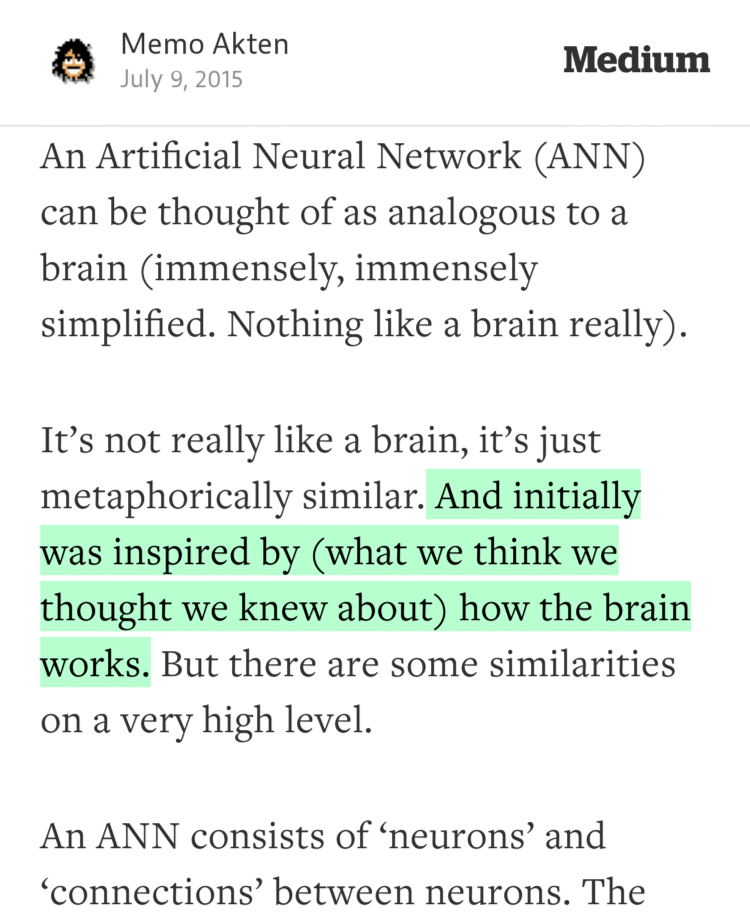 Memo Akten
July 9, 2015
Medium
An Artificial Neural Network (ANN)
can be thought of as analogous to a
brain (immensely, immensely
simplified. Nothing like a brain really).
It’s not really like a brain, it’s just
metaphorically similar. And initially
was inspired by (what we think we
thought we knew about) how the brain
works. But there are some similarities
on a very high level.
An ANN consists of ‘neurons’ and
‘connections’ between neurons. The